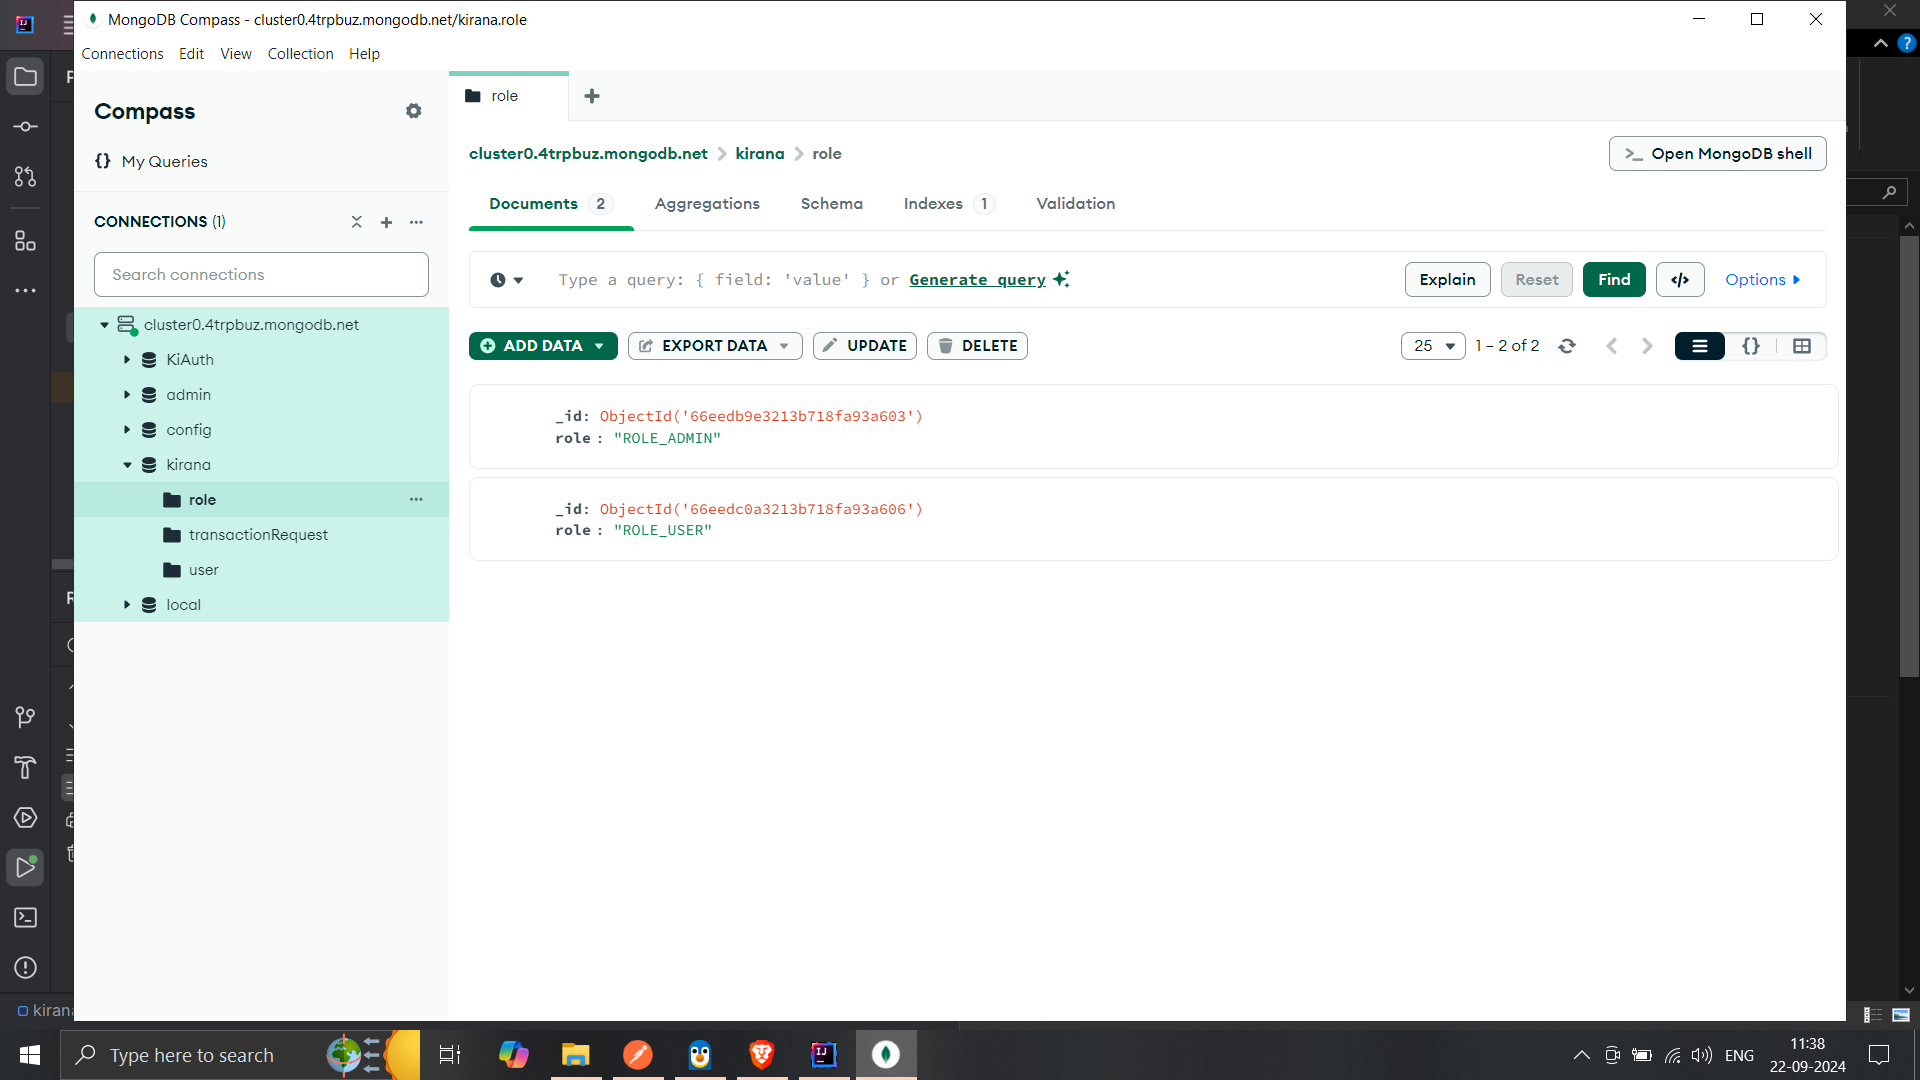 MongoDB Compass - cluster0.4trpbuz.mongodb.net/kirana.role
Connections Edit View Collection Help
Compass
{} My Queries
CONNECTIONS (1)
Search connections
cluster0.4trpbuz.mongodb.net
KiAuth
admin
config
kirana
role
transactionRequest
user
local
role
cluster0.4trpbuz.mongodb.net > kirana > role
>_ Open MongoDB shell
Documents 2 Aggregations Schema Indexes 1 Validation
Type a query: { field: 'value' } or Generate query
Explain Reset Find </> Options
ADD DATA EXPORT DATA UPDATE DELETE
25 1 – 2 of 2 {}
_id: ObjectId('66eedb9e3213b718fa93a603')
role : "ROLE_ADMIN"
_id: ObjectId('66eedc0a3213b718fa93a606')
role : "ROLE_USER"
Type here to search
ENG
11:38
22-09-2024